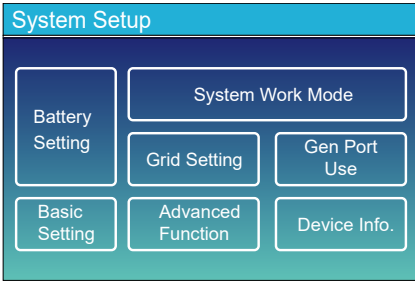 System Setup
System Work Mode
Battery
Setting
Grid Setting
Gen Port
Use
Basic
Setting
Advanced
Function
Device Info.